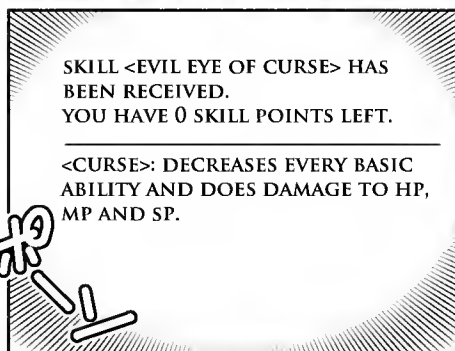 SKILL <EVIL EYE OF CURSE> HAS
BEEN RECEIVED.
YOU HAVE 0 SKILL POINTS LEFT.
<CURSE>: DECREASES EVERY BASIC
ABILITY AND DOES DAMAGE TO HP,
MP AND SP.